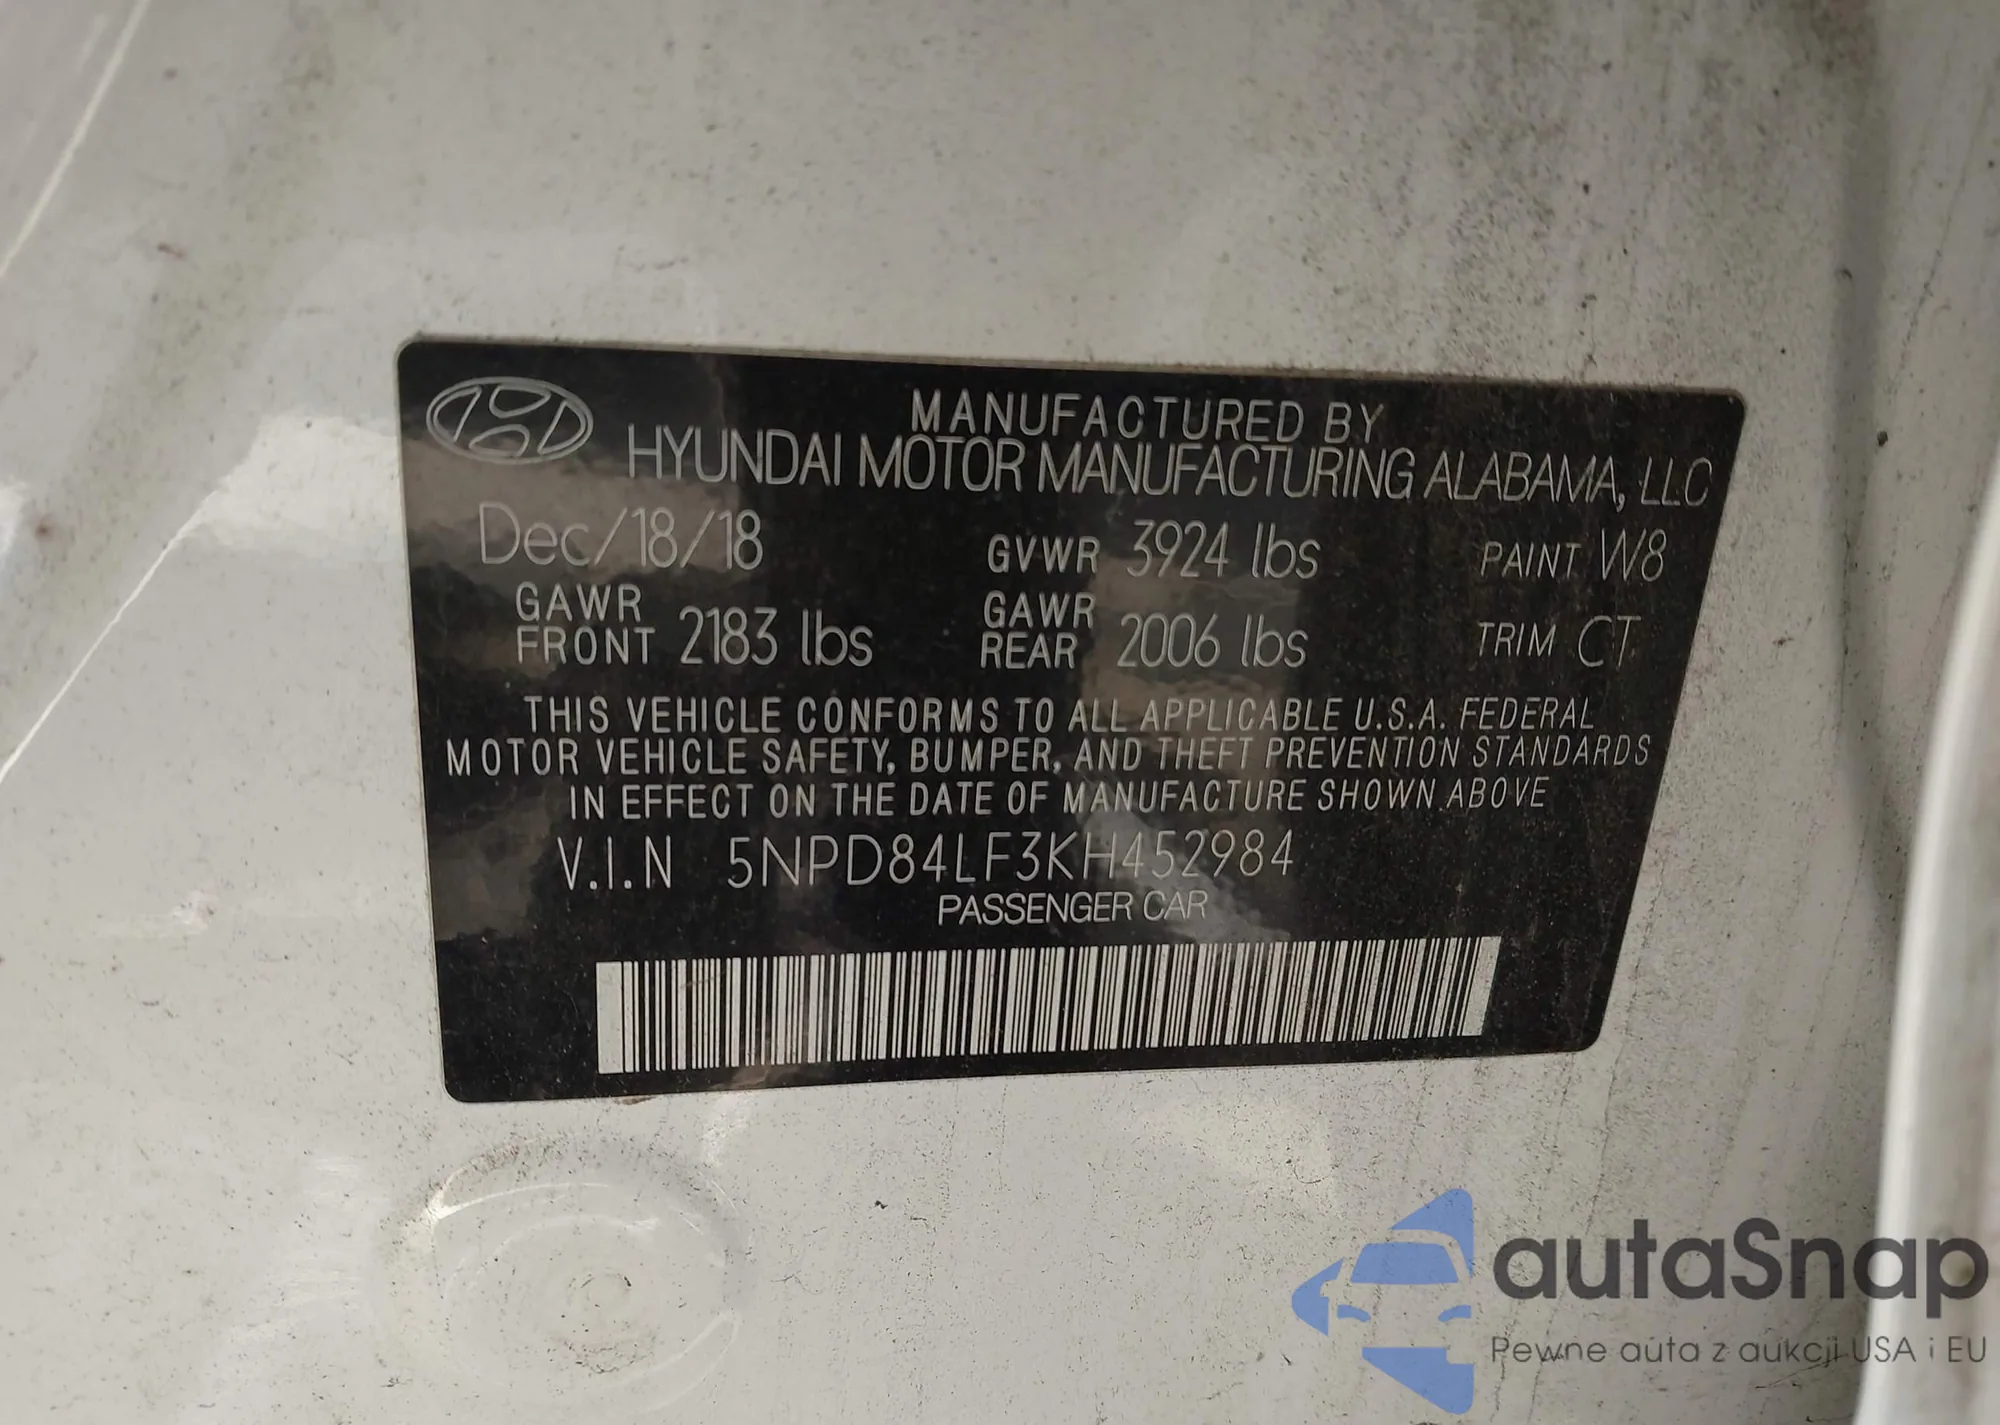 MANUFACTURED BY
HYUNDAI MOTOR MANUFACTURING ALABAMA, LLC
Dec/18/18 GVWR 3924 lbs PAINT W8
GAWR FRONT 2183 lbs GAWR REAR 2006 lbs TRIM CT
THIS VEHICLE CONFORMS TO ALL APPLICABLE U.S.A. FEDERAL
MOTOR VEHICLE SAFETY, BUMPER, AND THEFT PREVENTION STANDARDS
IN EFFECT ON THE DATE OF MANUFACTURE SHOWN ABOVE
V.I.N 5NPD84LF3KH452984
PASSENGER CAR
autaSnap
Pewne auta z aukcji USA i EU